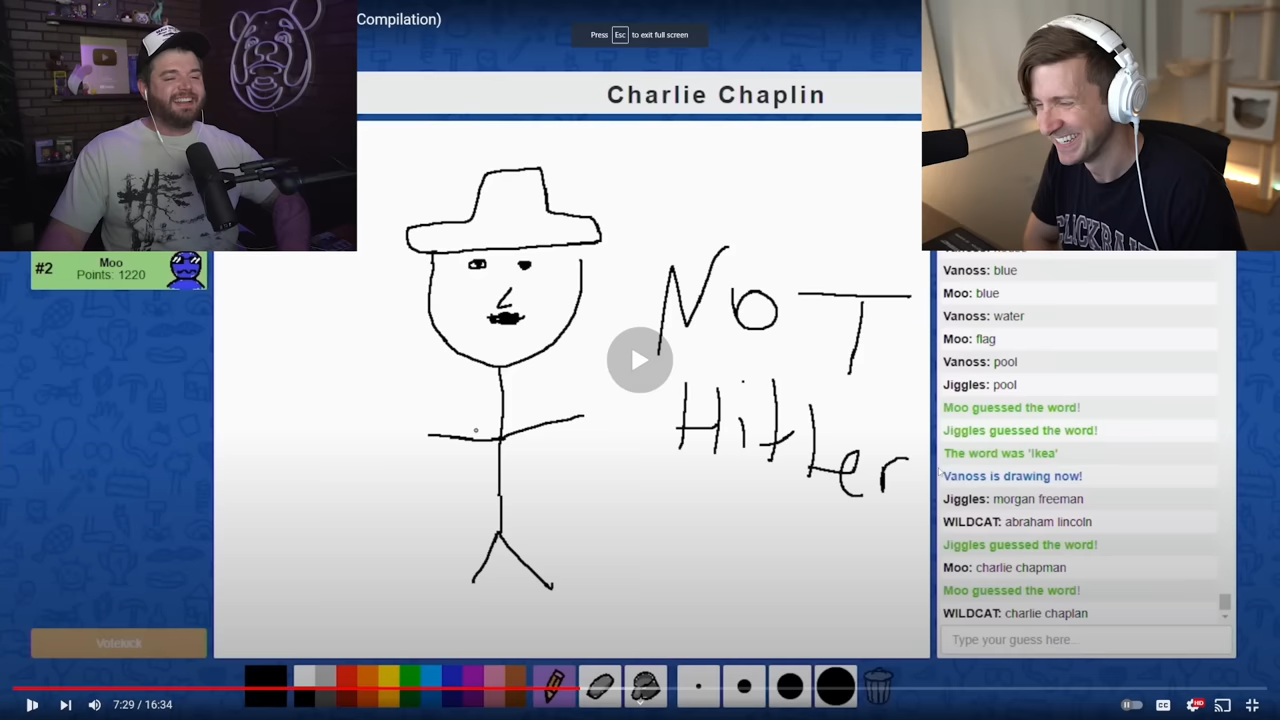 Compilation)
Press Esc to exit full screen
Charlie Chaplin
NOT
Hitler
#2
Moo
Points: 1220
Vanoss: blue
Moo: blue
Vanoss: water
Moo: flag
Vanoss: pool
Jiggles: pool
Moo guessed the word!
Jiggles guessed the word!
The word was 'Ikea'
Vanoss is drawing now!
Jiggles: morgan freeman
WILDCAT: abraham lincoln
Jiggles guessed the word!
Moo: charlie chapman
Moo guessed the word!
WILDCAT: charlie chaplan
Type your guess here...
Votekick
7:29 / 16:34
CC
HD